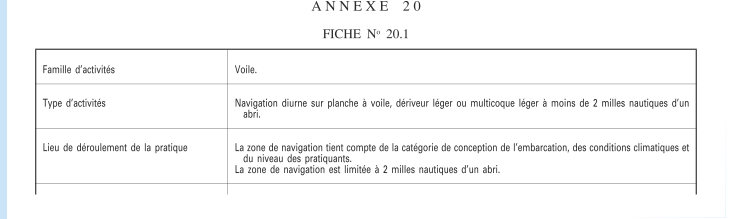 ANNEXE 20
FICHE Nº 20.1
Famille d'activités
Voile.
Type d'activités
Navigation diurne sur planche à voile, dériveur léger ou multicoque léger à moins de 2 milles nautiques d'un
abri.
Lieu de déroulement de la pratique
La zone de navigation tient compte de la catégorie de conception de l'embarcation, des conditions climatiques et
du niveau des pratiquants.
La zone de navigation est limitée à 2 milles nautiques d'un abri.